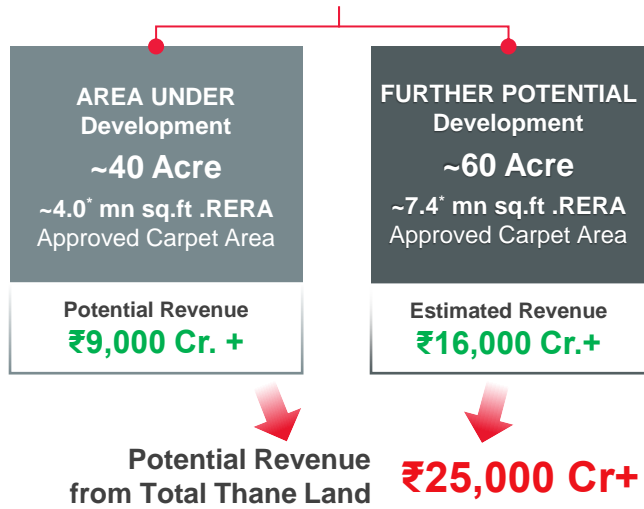 AREA UNDER
Development
~40 Acre
~4.0* mn sq.ft .RERA
Approved Carpet Area
Potential Revenue
₹9,000 Cr. +
FURTHER POTENTIAL
Development
~60 Acre
~7.4* mn sq.ft .RERA
Approved Carpet Area
Estimated Revenue
₹16,000 Cr.+
Potential Revenue
from Total Thane Land
₹25,000 Cr+